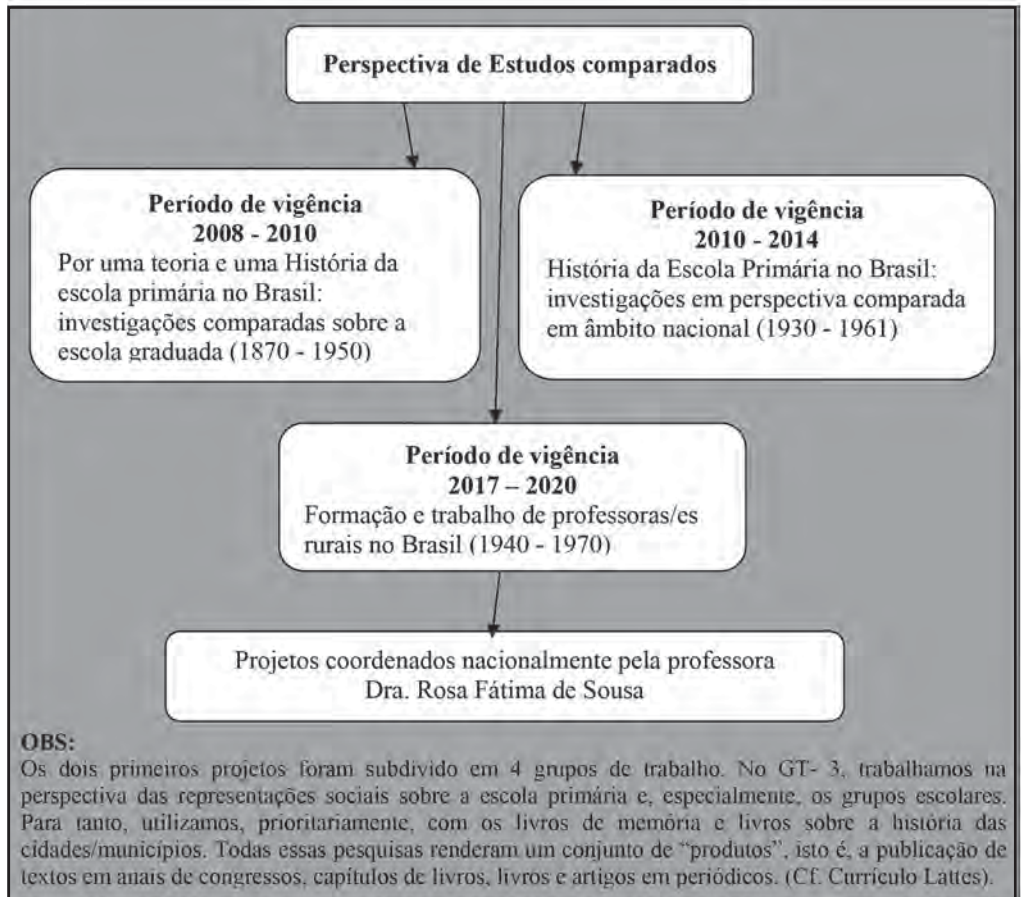 Perspectiva de Estudos comparados
Período de vigência
2008 - 2010
Por uma teoria e uma História da
escola primária no Brasil:
investigações comparadas sobre a
escola graduada (1870 - 1950)
Período de vigência
2010 - 2014
História da Escola Primária no Brasil:
investigações em perspectiva comparada
em âmbito nacional (1930 - 1961)
Período de vigência
2017 – 2020
Formação e trabalho de professoras/es
rurais no Brasil (1940 - 1970)
Projetos coordenados nacionalmente pela professora
Dra. Rosa Fátima de Sousa
OBS:
Os dois primeiros projetos foram subdivido em 4 grupos de trabalho. No GT- 3, trabalhamos na
perspectiva das representações sociais sobre a escola primária e, especialmente, os grupos escolares.
Para tanto, utilizamos, prioritariamente, com os livros de memória e livros sobre a história das
cidades/municípios. Todas essas pesquisas renderam um conjunto de “produtos”, isto é, a publicação de
textos em anais de congressos, capítulos de livros, livros e artigos em periódicos. (Cf. Currículo Lattes).